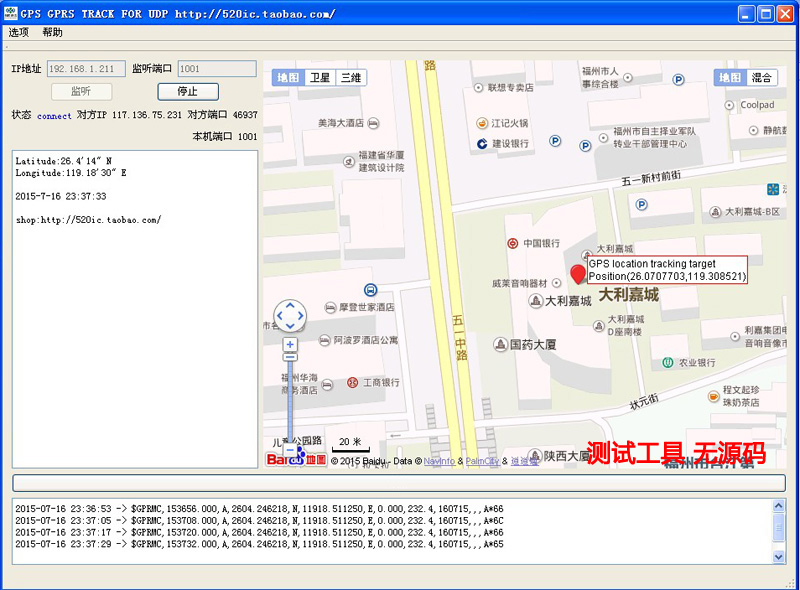 GPS GPRS TRACK FOR UDP http://520ic.taobao.com/
选项 帮助
IP地址 192.168.1.211 监听端口 1001
监听 停止
状态 connect 对方IP 117.136.75.231 对方端口 46937
本机端口 1001
Latitude:26.4'14" N
Longitude:119.18'30" E
2015-7-16 23:37:33
shop:http://520ic.taobao.com/
地图 卫星 三维
地图 混合
路
联想专卖店
福州市人
事综合楼
P
Coolpad
美海大酒店
江记火锅
建设银行
P
P
福州市自主择业军队
转业干部管理中心
静航
福建省华厦
建筑设计院
五一新村前街
P
大利嘉城-B区
中国银行
大利嘉城
GPS location tracking target
Position(26.0707703,119.308521)
威莱音响器材
大利嘉城
大利嘉城
摩登世家酒店
大利嘉城
D座南楼
阿波罗酒店公寓
五一中路
国药大厦
利嘉集团电
音响音像市
农业银行
福州华海
商务酒店
工商银行
程文起珍
珠奶茶店
状元街
儿童公园路
20 米
陕西大厦
测试工具 无源码
Baidu地图
© 2015 Baidu - Data © NavInfo & PalmCity & 道道通
2015-07-16 23:36:53 -> $GPRMC,153656.000,A,2604.246218,N,11918.511250,E,0.000,232.4,160715,,,A*66
2015-07-16 23:37:05 -> $GPRMC,153708.000,A,2604.246218,N,11918.511250,E,0.000,232.4,160715,,,A*6C
2015-07-16 23:37:17 -> $GPRMC,153720.000,A,2604.246218,N,11918.511250,E,0.000,232.4,160715,,,A*66
2015-07-16 23:37:29 -> $GPRMC,153732.000,A,2604.246218,N,11918.511250,E,0.000,232.4,160715,,,A*65